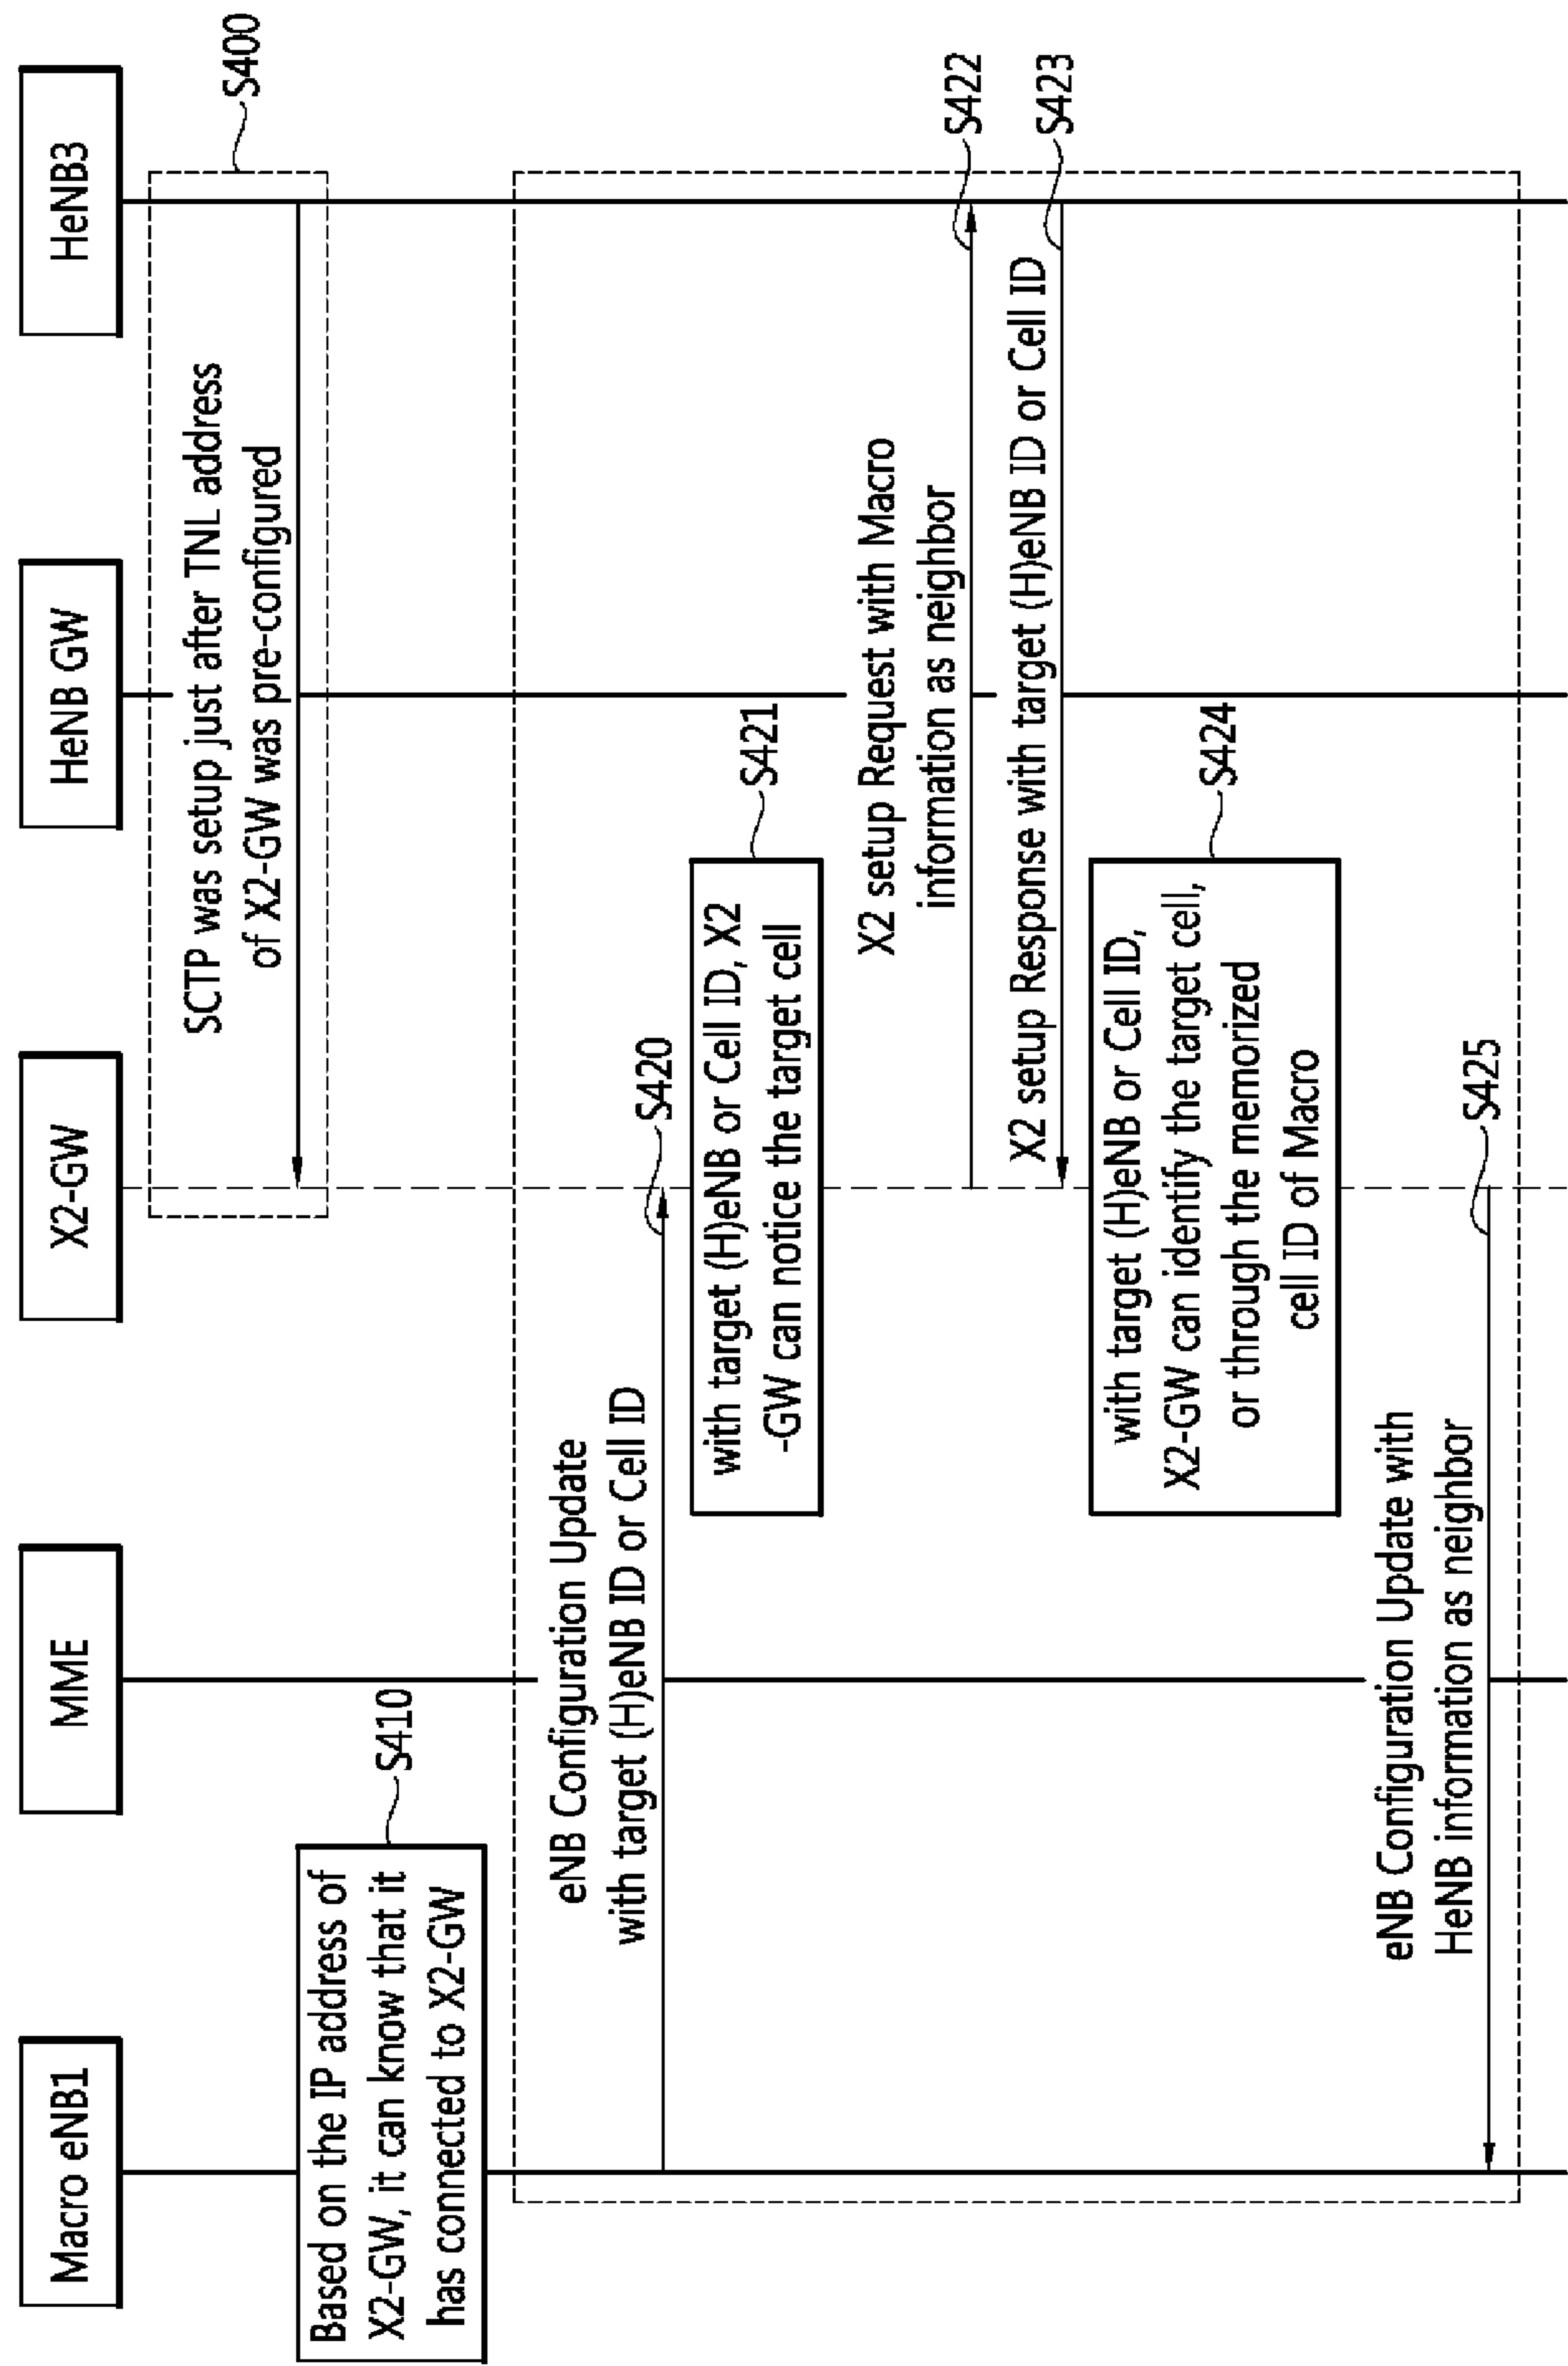 Macro eNB1
MME
X2-GW
HeNB GW
HeNB3
SCTP was setup just after TNL address
of X2-GW was pre-configured
S400
Based on the IP address of
X2-GW, it can know that it
has connected to X2-GW
S410
eNB Configuration Update
with target (H)eNB ID or Cell ID
S420
with target (H)eNB or Cell ID, X2
-GW can notice the target cell
S421
X2 setup Request with Macro
information as neighbor
S422
X2 setup Response with target (H)eNB ID or Cell ID
S423
with target (H)eNB or Cell ID,
X2-GW can identify the target cell,
or through the memorized
cell ID of Macro
S424
eNB Configuration Update with
HeNB information as neighbor
S425